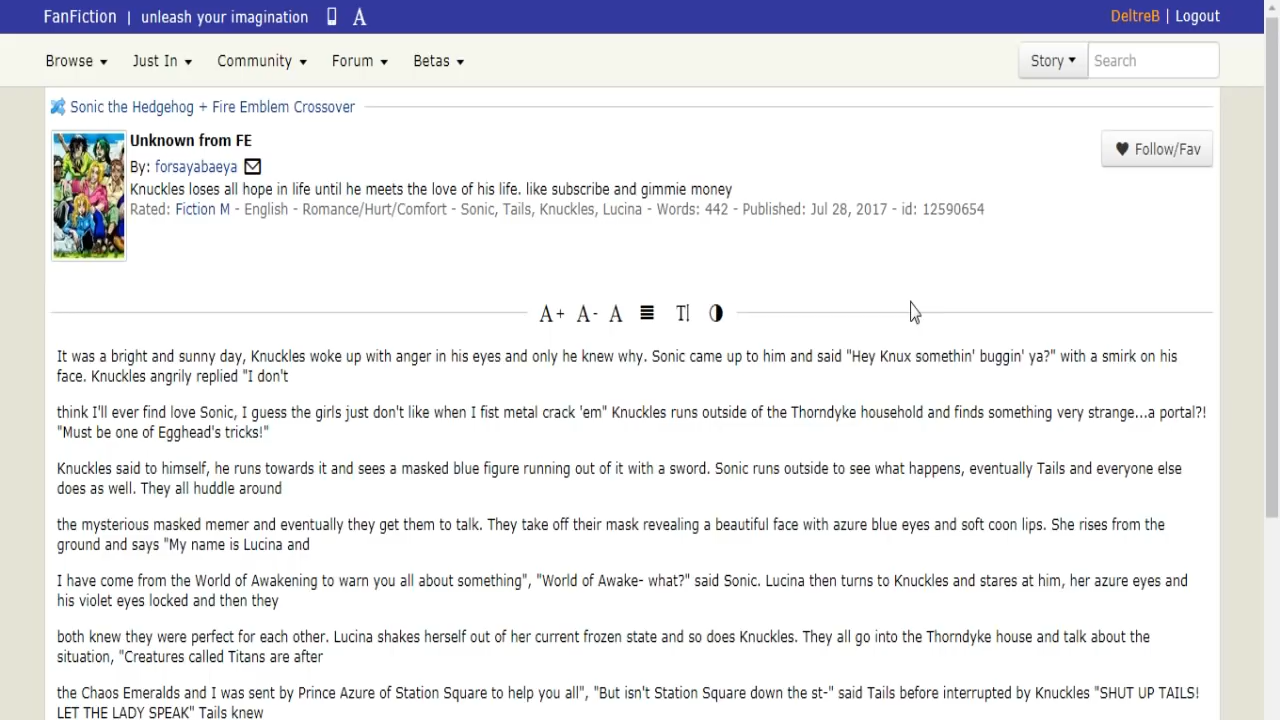 FanFiction | unleash your imagination A DeltreB | Logout
Browse Just In Community Forum Betas Story Search
Sonic the Hedgehog + Fire Emblem Crossover
Unknown from FE
Follow/Fav
By: forsayabaeya
Knuckles loses all hope in life until he meets the love of his life. like subscribe and gimmie money
Rated: Fiction M - English - Romance/Hurt/Comfort - Sonic, Tails, Knuckles, Lucina - Words: 442 - Published: Jul 28, 2017 - id: 12590654
A+ A- A T|
It was a bright and sunny day, Knuckles woke up with anger in his eyes and only he knew why. Sonic came up to him and said "Hey Knux somethin' buggin' ya?" with a smirk on his
face. Knuckles angrily replied "I don't
think I'll ever find love Sonic, I guess the girls just don't like when I fist metal crack 'em" Knuckles runs outside of the Thorndyke household and finds something very strange...a portal?!
"Must be one of Egghead's tricks!"
Knuckles said to himself, he runs towards it and sees a masked blue figure running out of it with a sword. Sonic runs outside to see what happens, eventually Tails and everyone else
does as well. They all huddle around
the mysterious masked memer and eventually they get them to talk. They take off their mask revealing a beautiful face with azure blue eyes and soft coon lips. She rises from the
ground and says "My name is Lucina and
I have come from the World of Awakening to warn you all about something", "World of Awake- what?" said Sonic. Lucina then turns to Knuckles and stares at him, her azure eyes and
his violet eyes locked and then they
both knew they were perfect for each other. Lucina shakes herself out of her current frozen state and so does Knuckles. They all go into the Thorndyke house and talk about the
situation, "Creatures called Titans are after
the Chaos Emeralds and I was sent by Prince Azure of Station Square to help you all", "But isn't Station Square down the st-" said Tails before interrupted by Knuckles "SHUT UP TAILS!
LET THE LADY SPEAK" Tails knew